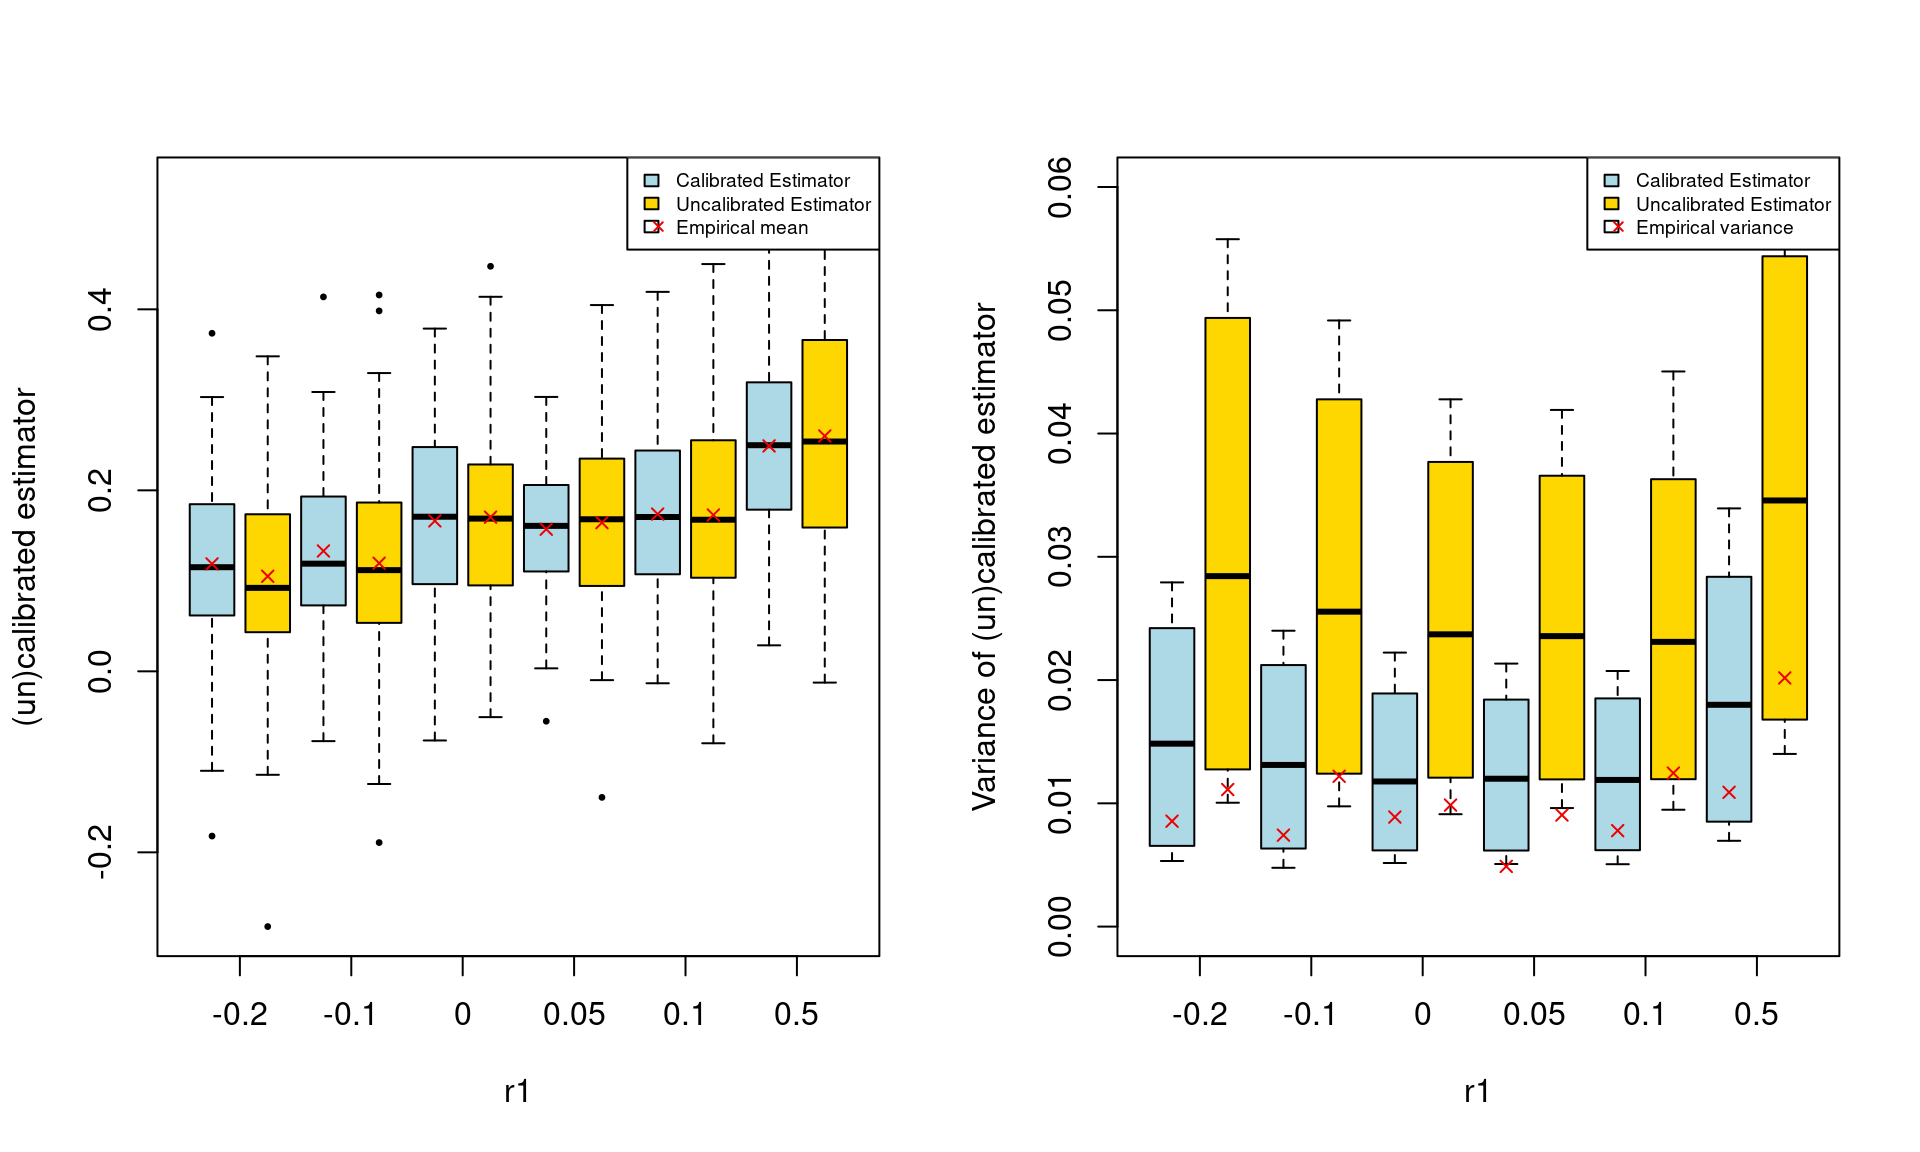 Calibrated Estimator
Uncalibrated Estimator
Empirical mean
(un)calibrated estimator
0.4
0.2
0.0
-0.2
-0.2 -0.1 0 0.05 0.1 0.5
r1
Calibrated Estimator
Uncalibrated Estimator
Empirical variance
Variance of (un)calibrated estimator
0.06
0.05
0.04
0.03
0.02
0.01
0.00
-0.2 -0.1 0 0.05 0.1 0.5
r1